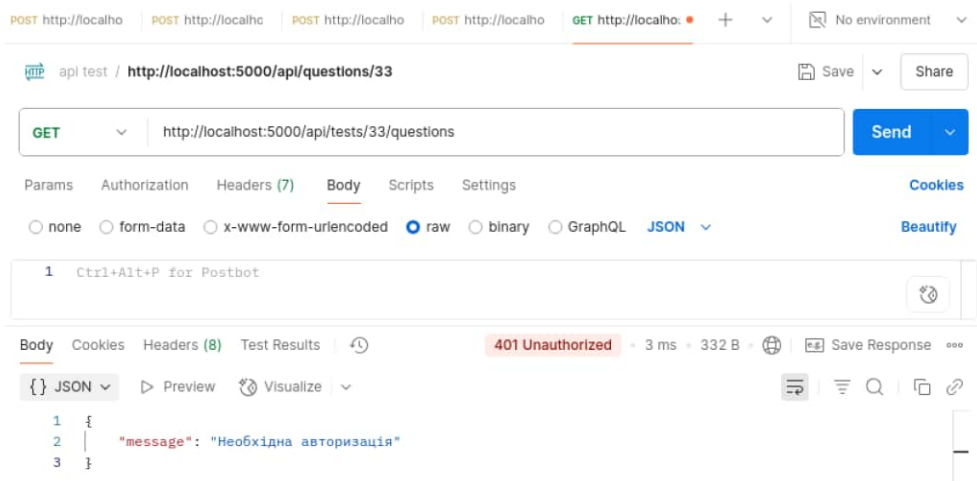 POST http://localho POST http://localhc POST http://localho POST http://localho GET http://localho: No environment
HTTP api test / http://localhost:5000/api/questions/33 Save Share
GET http://localhost:5000/api/tests/33/questions Send
Params Authorization Headers (7) Body Scripts Settings Cookies
none form-data x-www-form-urlencoded raw binary GraphQL JSON Beautify
1 Ctrl+Alt+P for Postbot
Body Cookies Headers (8) Test Results 401 Unauthorized 3 ms 332 B e.g. Save Response
{} JSON Preview Visualize
1 {
2 "message": "Необхідна авторизація"
3 }